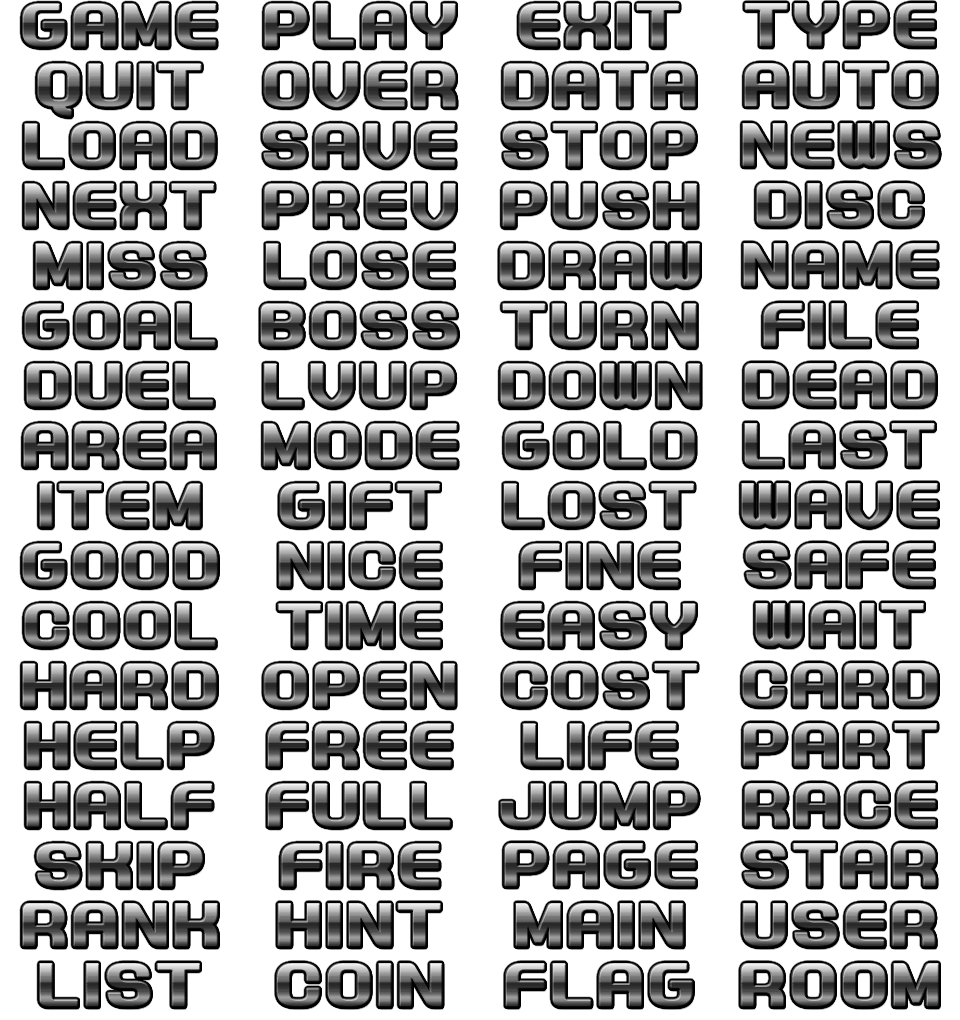 GAME PLAY EXIT TYPE
QUIT OVER DATA AUTO
LOAD SAVE STOP NEWS
NEXT PREV PUSH DISC
MISS LOSE DRAW NAME
GOAL BOSS TURN FILE
DUEL LVUP DOWN DEAD
AREA MODE GOLD LAST
ITEM GIFT LOST WAVE
GOOD NICE FINE SAFE
COOL TIME EASY WAIT
HARD OPEN COST CARD
HELP FREE LIFE PART
HALF FULL JUMP RACE
SKIP FIRE PAGE STAR
RANK HINT MAIN USER
LIST COIN FLAG ROOM